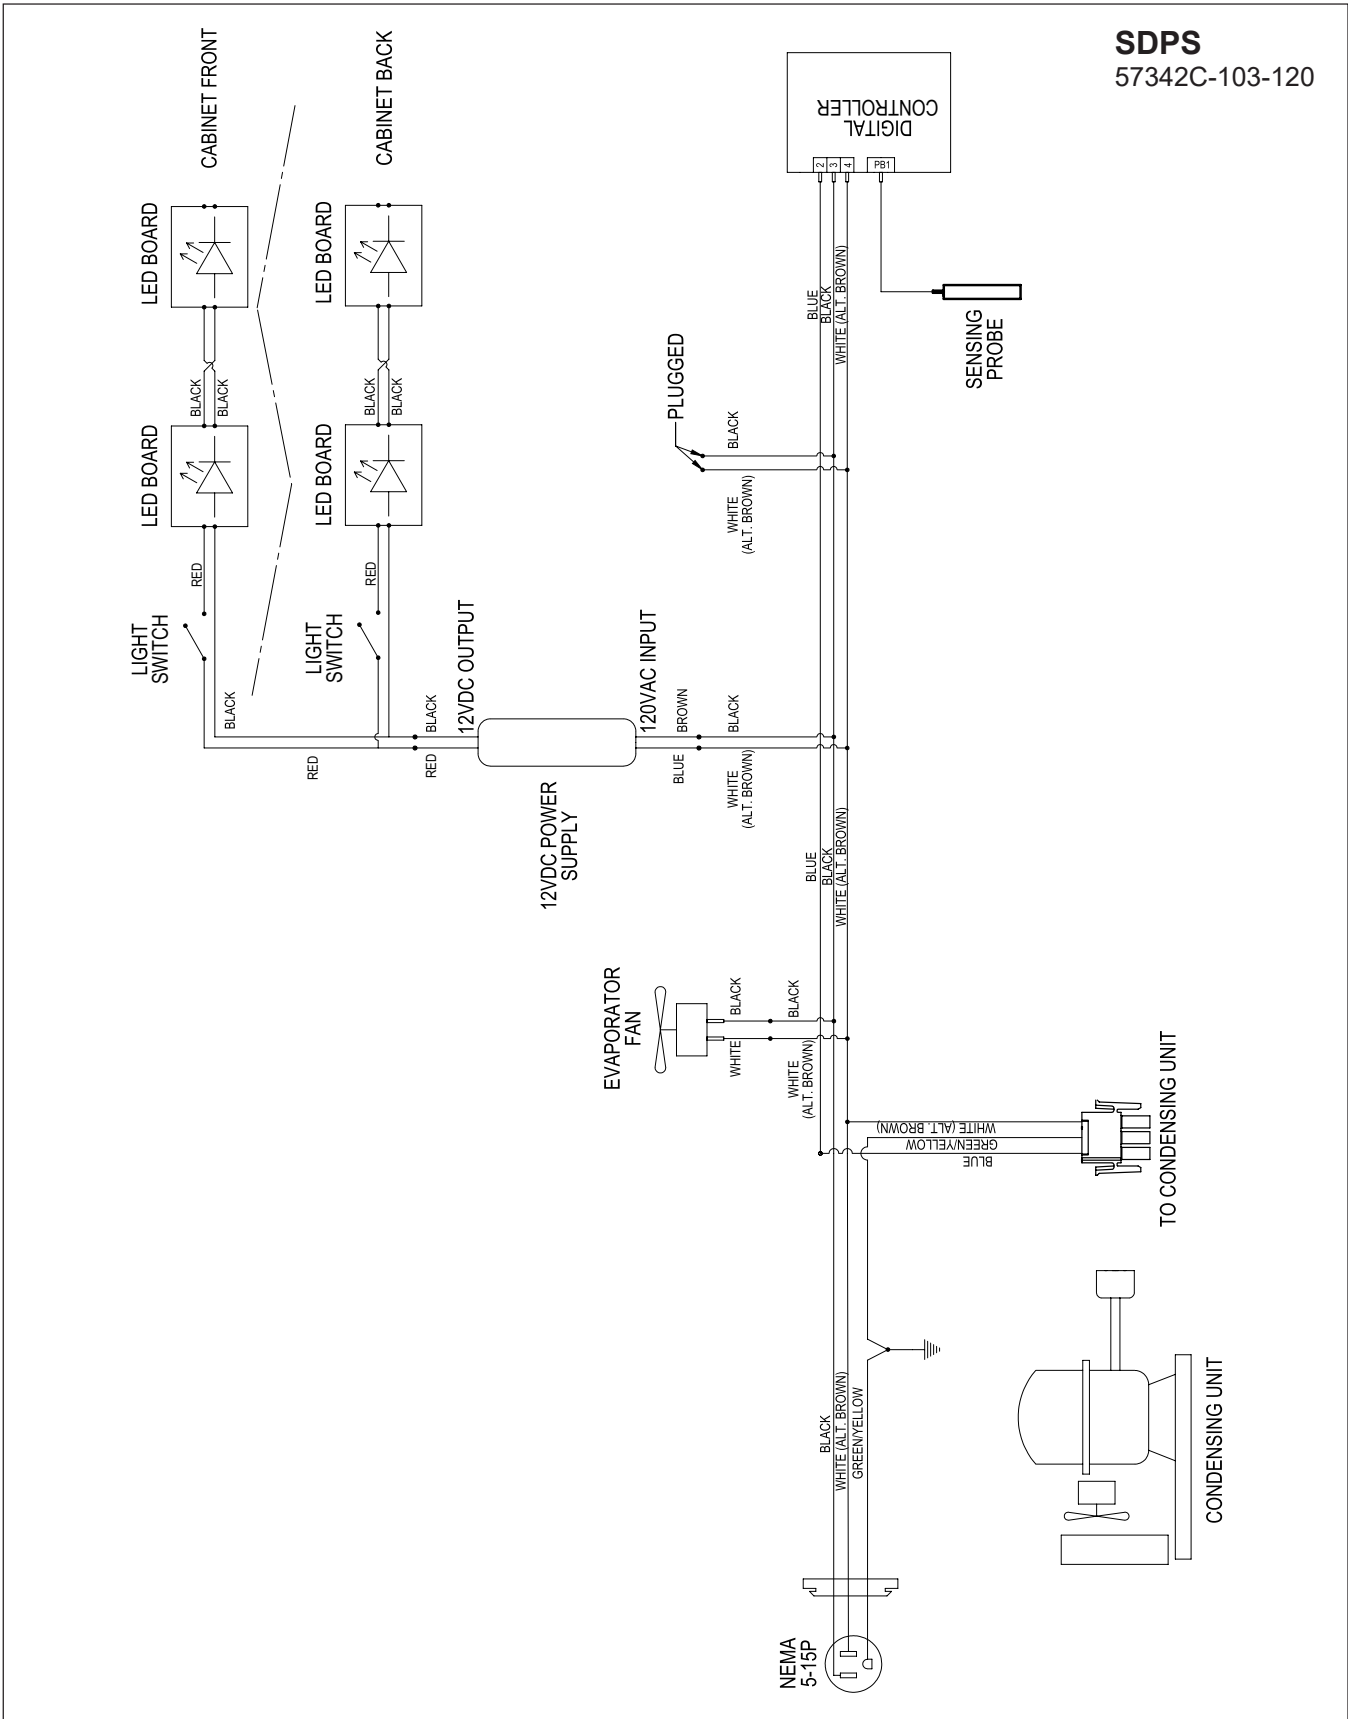 SDPS
57342C-103-120
CABINET FRONT
CABINET BACK
LED BOARD
LED BOARD
BLACK
BLACK
BLACK
BLACK
LED BOARD
LED BOARD
RED
RED
LIGHT
SWITCH
LIGHT
SWITCH
BLACK
RED
BLACK
RED
12VDC OUTPUT
120VAC INPUT
12VDC POWER
SUPPLY
BROWN
BLUE
BLACK
WHITE
(ALT. BROWN)
DIGITAL
CONTROLLER
2
3
4
PB1
SENSING
PROBE
BLUE
BLACK
WHITE (ALT. BROWN)
PLUGGED
BLACK
WHITE
(ALT. BROWN)
BLUE
BLACK
WHITE (ALT. BROWN)
EVAPORATOR
FAN
BLACK
WHITE
BLACK
WHITE
(ALT. BROWN)
WHITE (ALT. BROWN)
GREEN/YELLOW
BLUE
TO CONDENSING UNIT
BLACK
WHITE (ALT. BROWN)
GREEN/YELLOW
CONDENSING UNIT
NEMA
5-15P